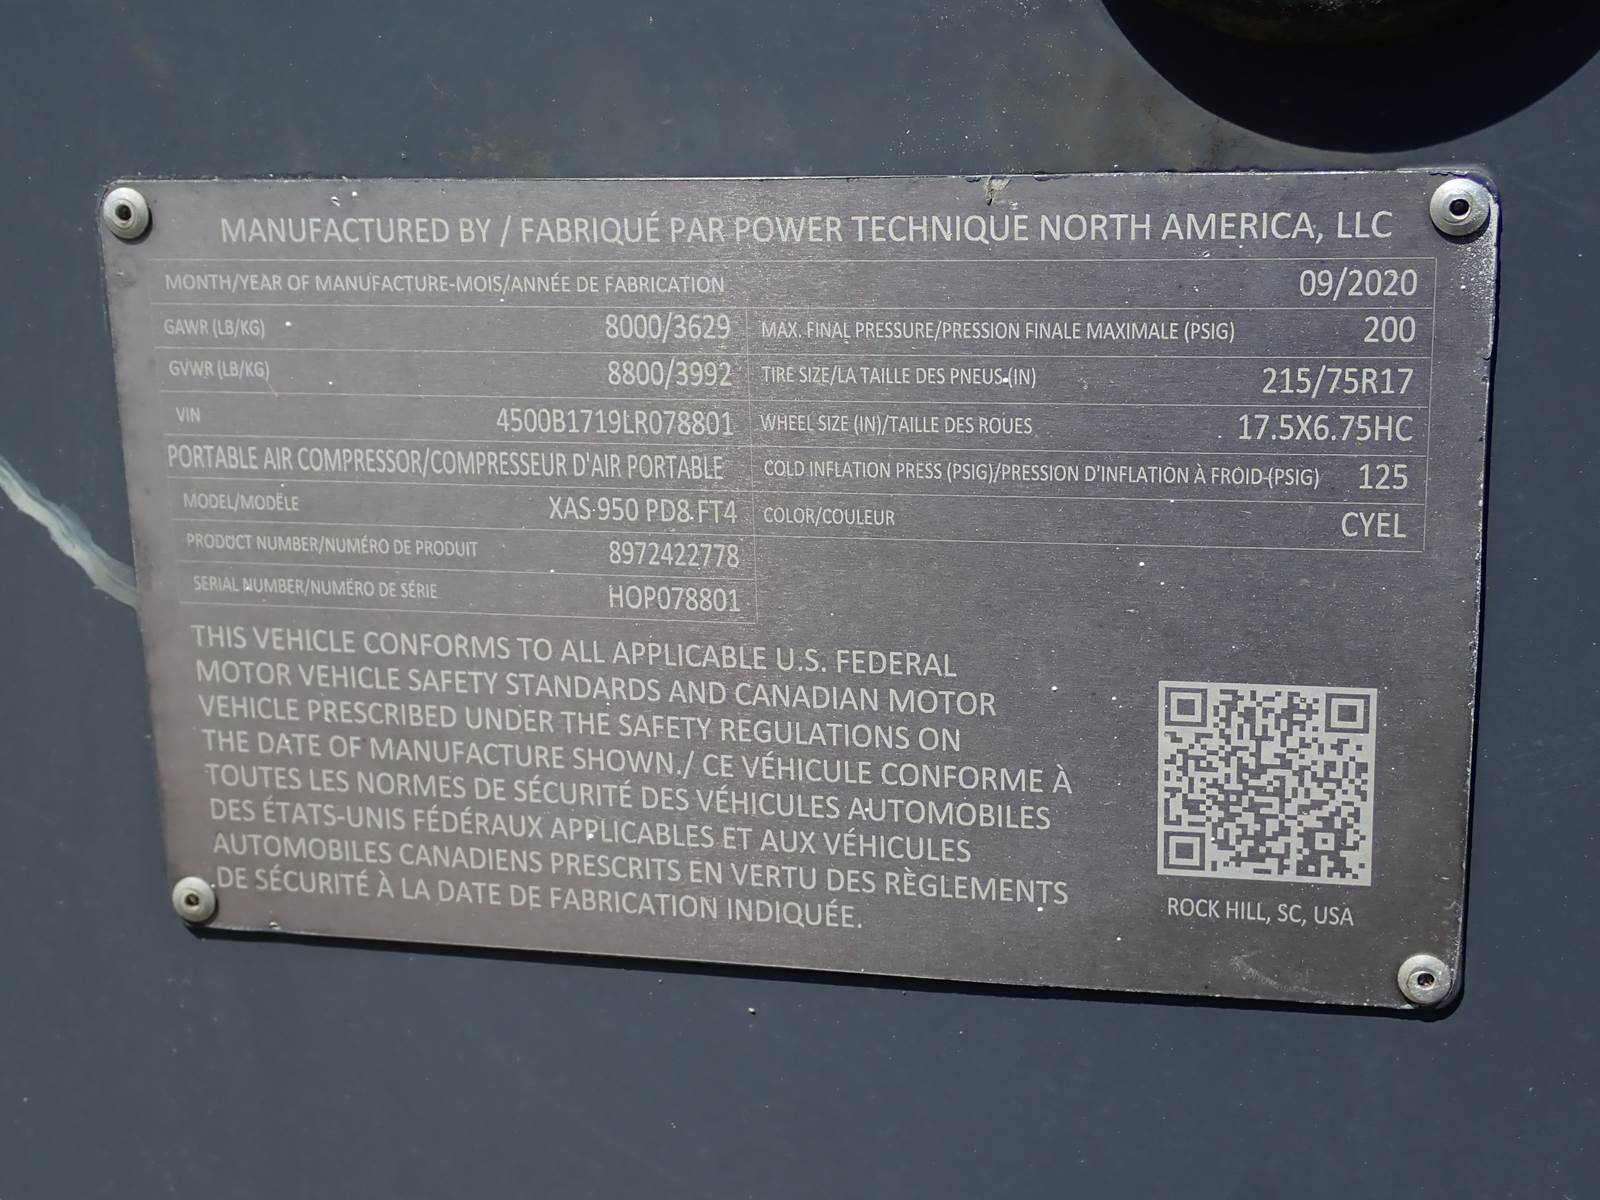 MANUFACTURED BY / FABRIQUÉ PAR POWER TECHNIQUE NORTH AMERICA, LLC
MONTH/YEAR OF MANUFACTURE-MOIS/ANNÉE DE FABRICATION 09/2020
GAWR (LB/KG) 8000/3629 MAX. FINAL PRESSURE/PRESSION FINALE MAXIMALE (PSIG) 200
GVWR (LB/KG) 8800/3992 TIRE SIZE/LA TAILLE DES PNEUS (IN) 215/75R17
VIN 4500B1719LR078801 WHEEL SIZE (IN)/TAILLE DES ROUES 17.5X6.75HC
PORTABLE AIR COMPRESSOR/COMPRESSEUR D'AIR PORTABLE COLD INFLATION PRESS (PSIG)/PRESSION D'INFLATION À FROID-(PSIG) 125
MODEL/MODÈLE XAS 950 PD8 FT4 COLOR/COULEUR CYEL
PRODUCT NUMBER/NUMÉRO DE PRODUIT 8972422778
SERIAL NUMBER/NUMÉRO DE SÉRIE HOP078801
THIS VEHICLE CONFORMS TO ALL APPLICABLE U.S. FEDERAL
MOTOR VEHICLE SAFETY STANDARDS AND CANADIAN MOTOR
VEHICLE PRESCRIBED UNDER THE SAFETY REGULATIONS ON
THE DATE OF MANUFACTURE SHOWN./ CE VÉHICULE CONFORME À
TOUTES LES NORMES DE SÉCURITÉ DES VÉHICULES AUTOMOBILES
DES ÉTATS-UNIS FÉDÉRAUX APPLICABLES ET AUX VÉHICULES
AUTOMOBILES CANADIENS PRESCRITS EN VERTU DES RÈGLEMENTS
DE SÉCURITÉ À LA DATE DE FABRICATION INDIQUÉE.
ROCK HILL, SC, USA